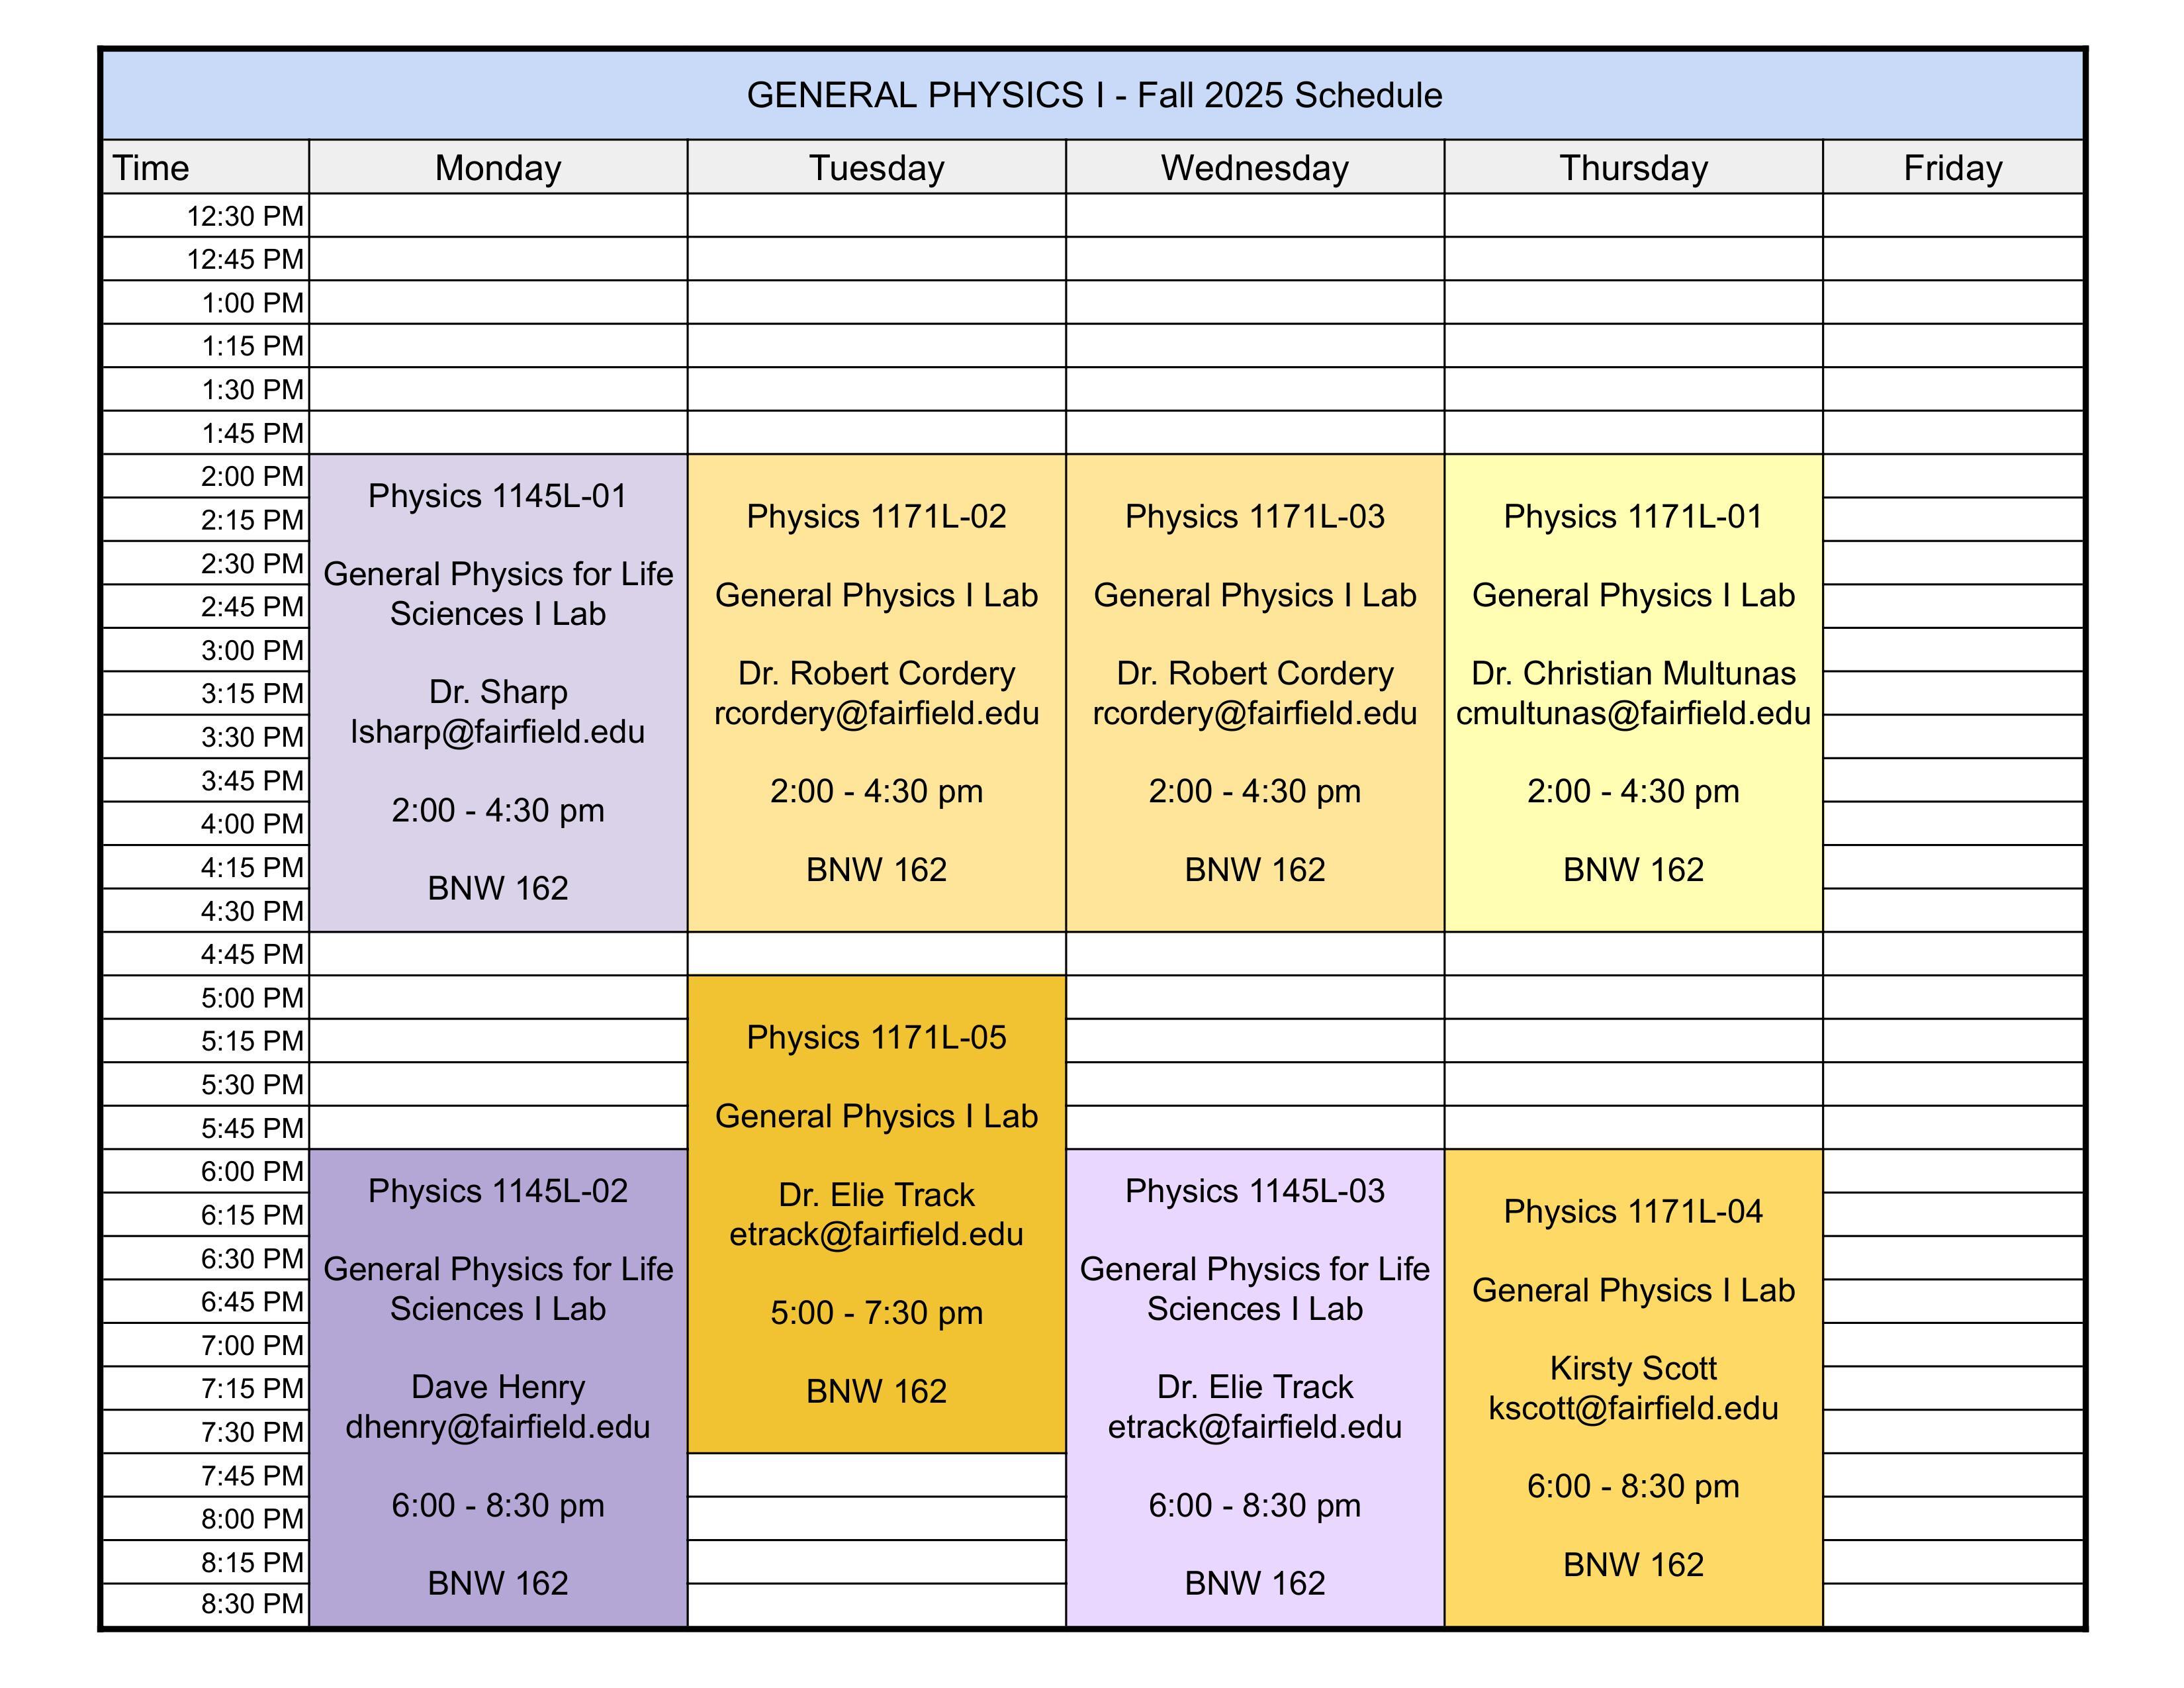 GENERAL PHYSICS I - Fall 2025 Schedule
Time Monday Tuesday Wednesday Thursday Friday
12:30 PM
12:45 PM
1:00 PM
1:15 PM
1:30 PM
1:45 PM
2:00 PM
2:15 PM
2:30 PM
2:45 PM
3:00 PM
3:15 PM
3:30 PM
3:45 PM
4:00 PM
4:15 PM
4:30 PM
4:45 PM
5:00 PM
5:15 PM
5:30 PM
5:45 PM
6:00 PM
6:15 PM
6:30 PM
6:45 PM
7:00 PM
7:15 PM
7:30 PM
7:45 PM
8:00 PM
8:15 PM
8:30 PM
Physics 1145L-01
General Physics for Life
Sciences I Lab
Dr. Sharp
lsharp@fairfield.edu
2:00 - 4:30 pm
BNW 162
Physics 1171L-02
General Physics I Lab
Dr. Robert Cordery
rcordery@fairfield.edu
2:00 - 4:30 pm
BNW 162
Physics 1171L-03
General Physics I Lab
Dr. Robert Cordery
rcordery@fairfield.edu
2:00 - 4:30 pm
BNW 162
Physics 1171L-01
General Physics I Lab
Dr. Christian Multunas
cmultunas@fairfield.edu
2:00 - 4:30 pm
BNW 162
Physics 1145L-02
General Physics for Life
Sciences I Lab
Dave Henry
dhenry@fairfield.edu
6:00 - 8:30 pm
BNW 162
Physics 1171L-05
General Physics I Lab
Dr. Elie Track
etrack@fairfield.edu
5:00 - 7:30 pm
BNW 162
Physics 1145L-03
General Physics for Life
Sciences I Lab
Dr. Elie Track
etrack@fairfield.edu
6:00 - 8:30 pm
BNW 162
Physics 1171L-04
General Physics I Lab
Kirsty Scott
kscott@fairfield.edu
6:00 - 8:30 pm
BNW 162